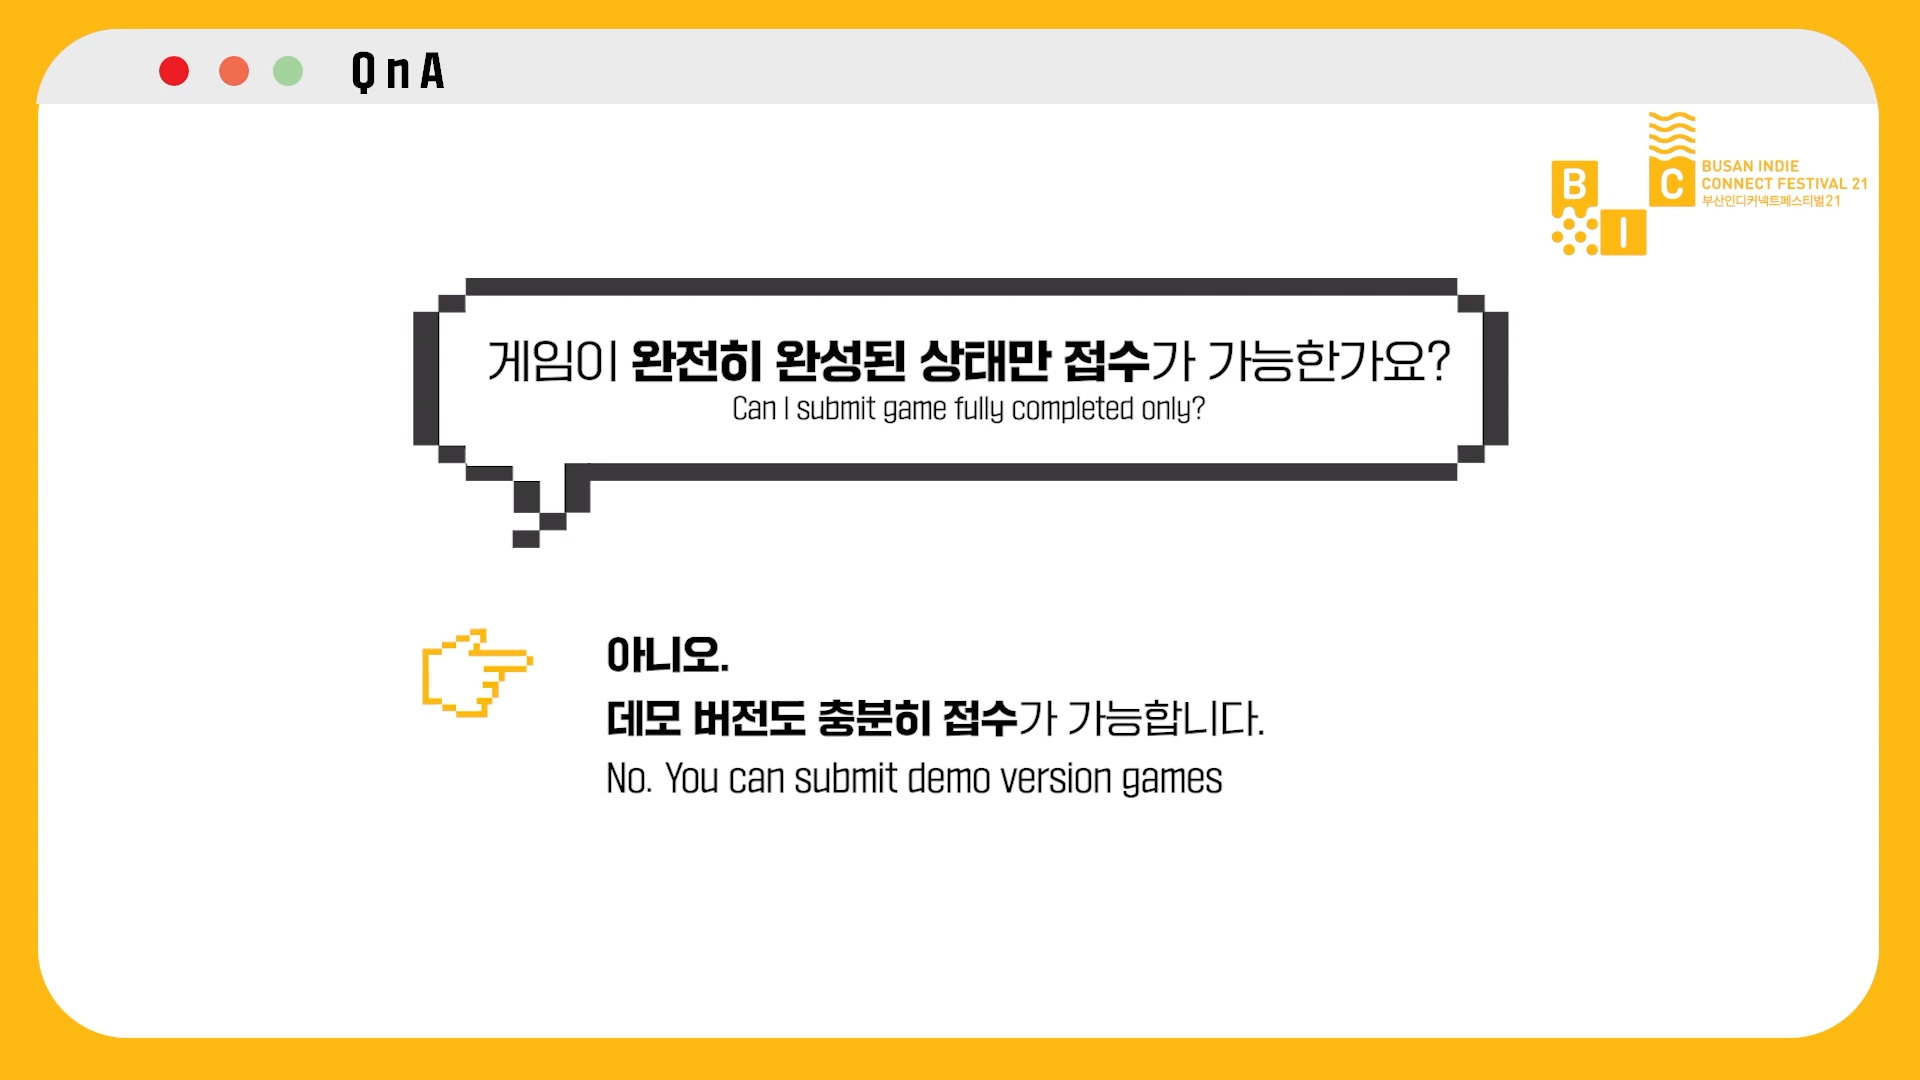 QnA
B
I
C
BUSAN INDIE
CONNECT FESTIVAL 21
부산인디커넥트페스티벌21
게임이 완전히 완성된 상태만 접수가 가능한가요?
Can I submit game fully completed only?
아니오.
데모 버전도 충분히 접수가 가능합니다.
No. You can submit demo version games